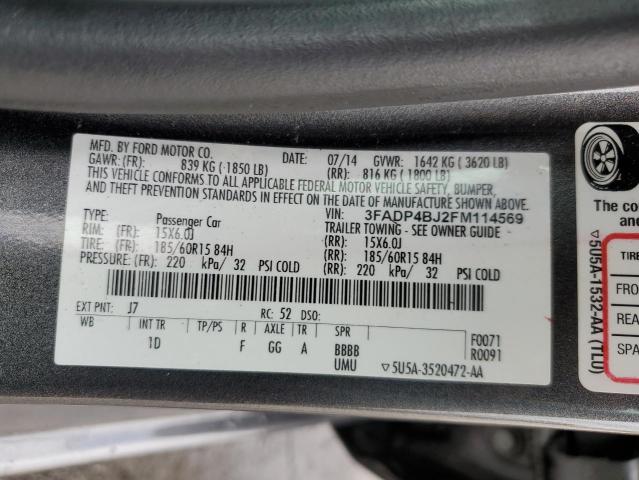 MFD. BY FORD MOTOR CO.
DATE: 07/14 GVWR: 1642 KG ( 3620 LB)
GAWR: (FR): 839 KG ( 1850 LB) (RR): 816 KG ( 1800 LB)
THIS VEHICLE CONFORMS TO ALL APPLICABLE FEDERAL MOTOR VEHICLE SAFETY, BUMPER,
AND THEFT PREVENTION STANDARDS IN EFFECT ON THE DATE OF MANUFACTURE SHOWN ABOVE.
VIN: 3FADP4BJ2FM114569
TYPE: Passenger Car TRAILER TOWING - SEE OWNER GUIDE
RIM: (FR): 15X6.0J (RR): 15X6.0J
TIRE: (FR): 185/60R15 84H (RR): 185/60R15 84H
PRESSURE: (FR): 220 kPa/ 32 PSI COLD (RR): 220 kPa/ 32 PSI COLD
EXT PNT: J7 RC: 52 DSO:
WB INT TR TP/PS R AXLE TR SPR F0071
1D F GG A BBBB R0091
UMU ▽5U5A-3520472-AA
The co
and
TIRE
FRO
REA
SPA
▽5U5A-1532-AA (TLU)